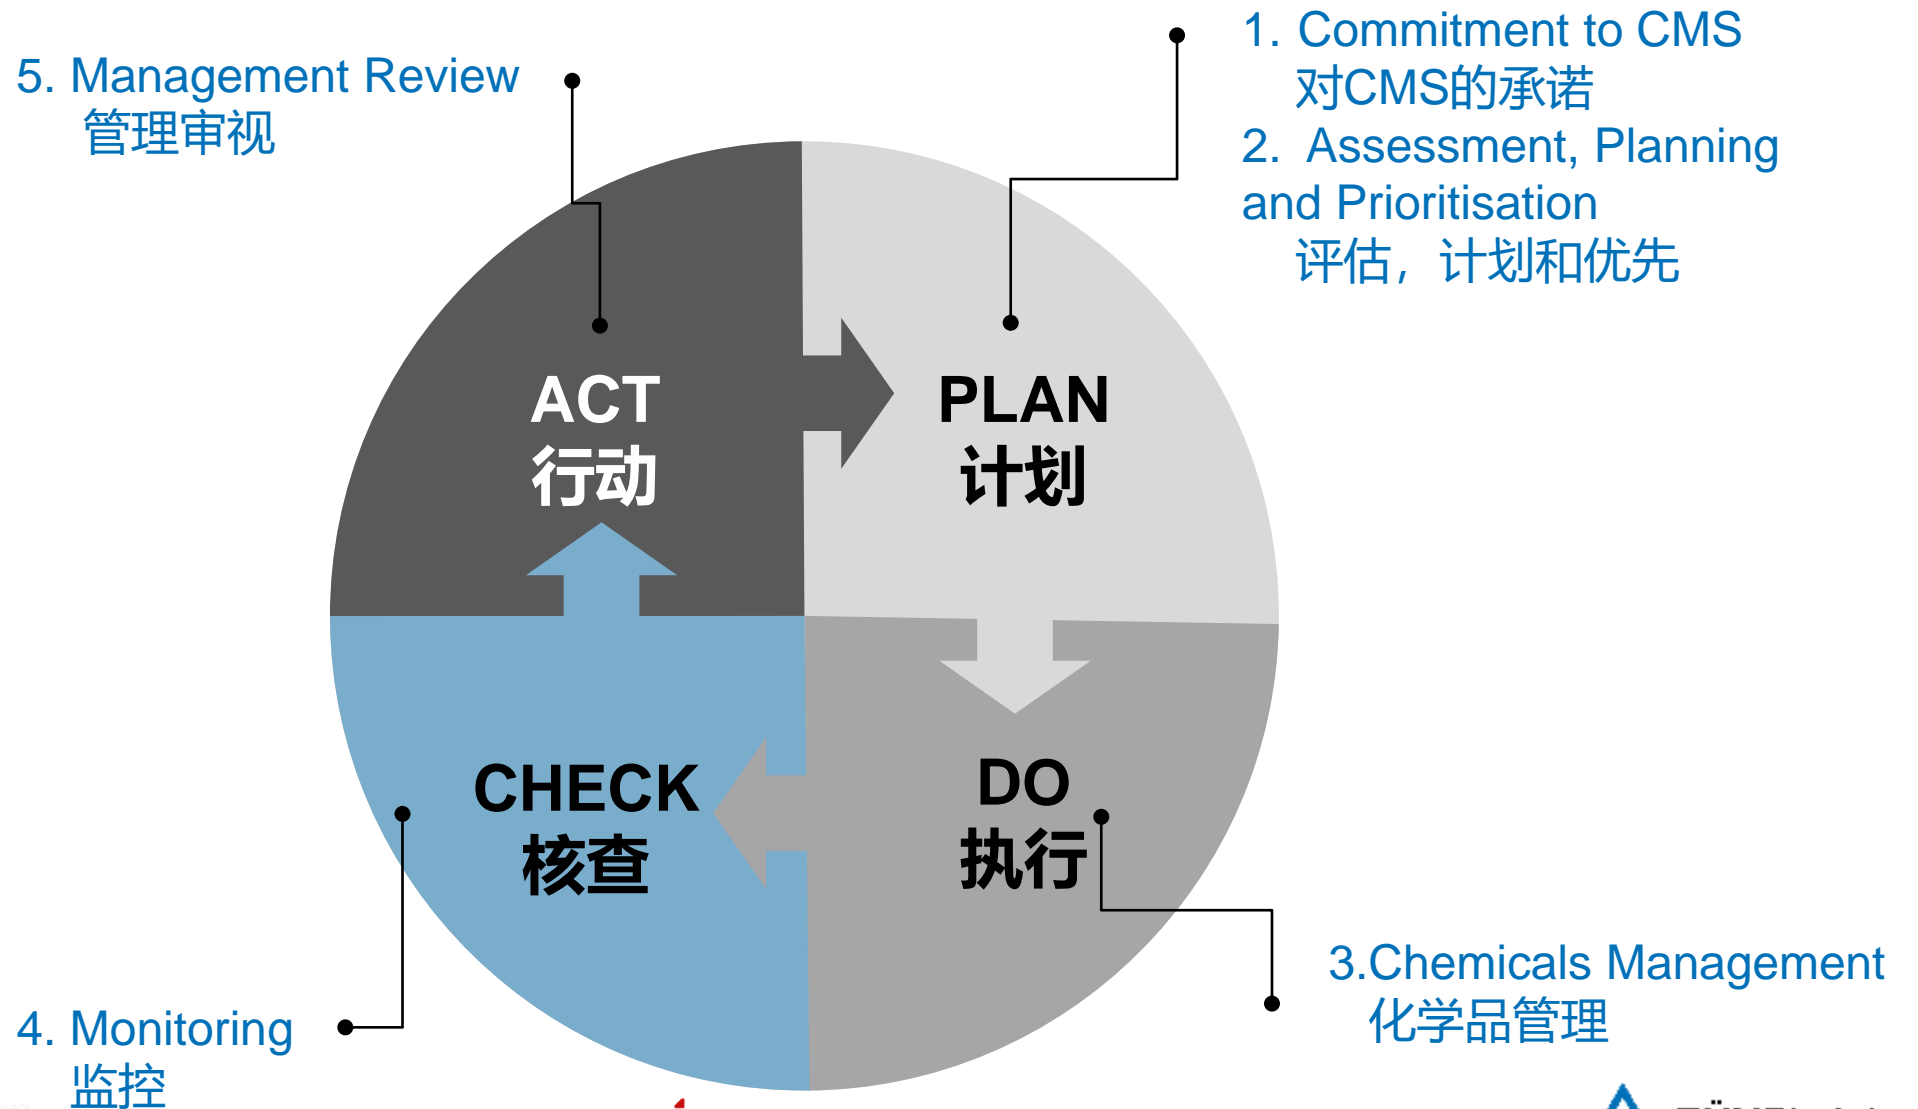 5. Management Review
管理审视
1. Commitment to CMS
对CMS的承诺
2. Assessment, Planning
and Prioritisation
评估，计划和优先
ACT
行动
PLAN
计划
CHECK
核查
DO
执行
3.Chemicals Management
化学品管理
4. Monitoring
监控